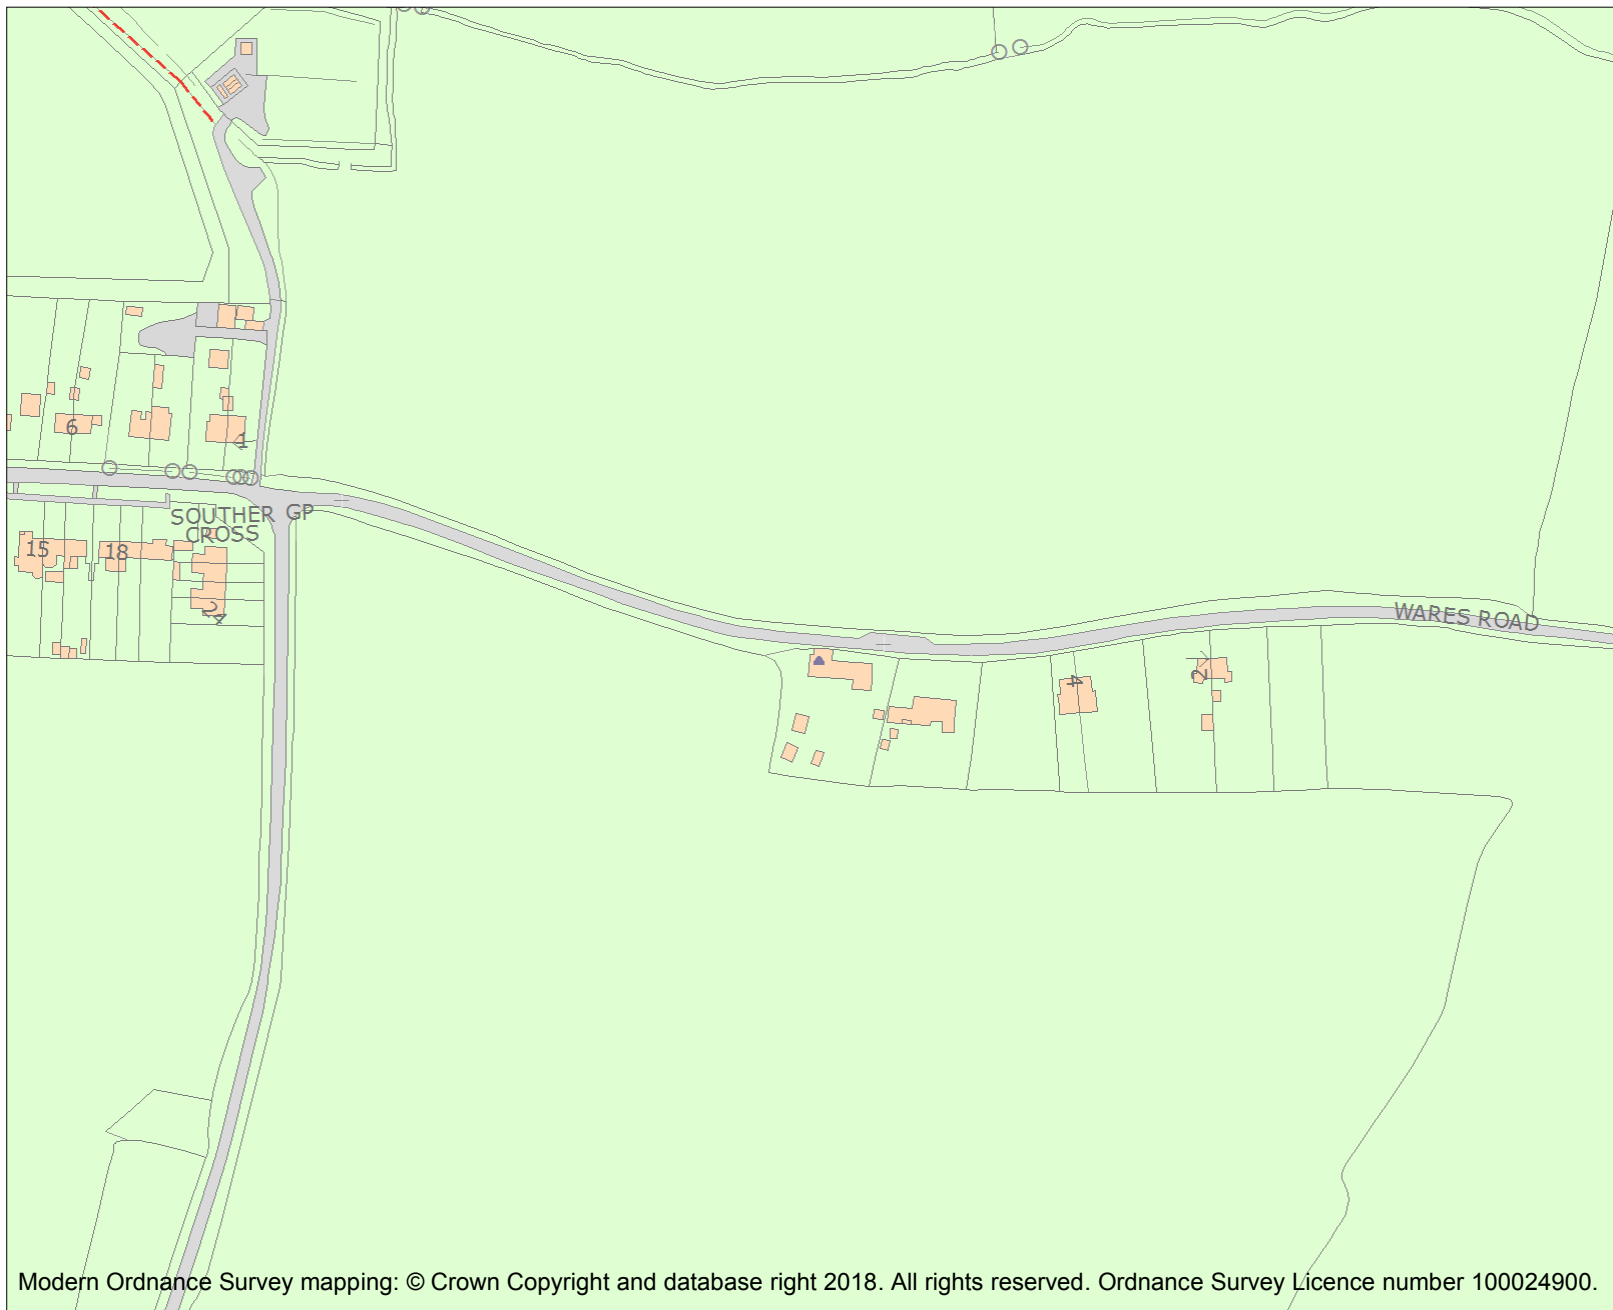 6
1
SOUTHER GP
CROSS
15
18
24
WARES ROAD
4
2
Modern Ordnance Survey mapping: © Crown Copyright and database right 2018. All rights reserved. Ordnance Survey Licence number 100024900.